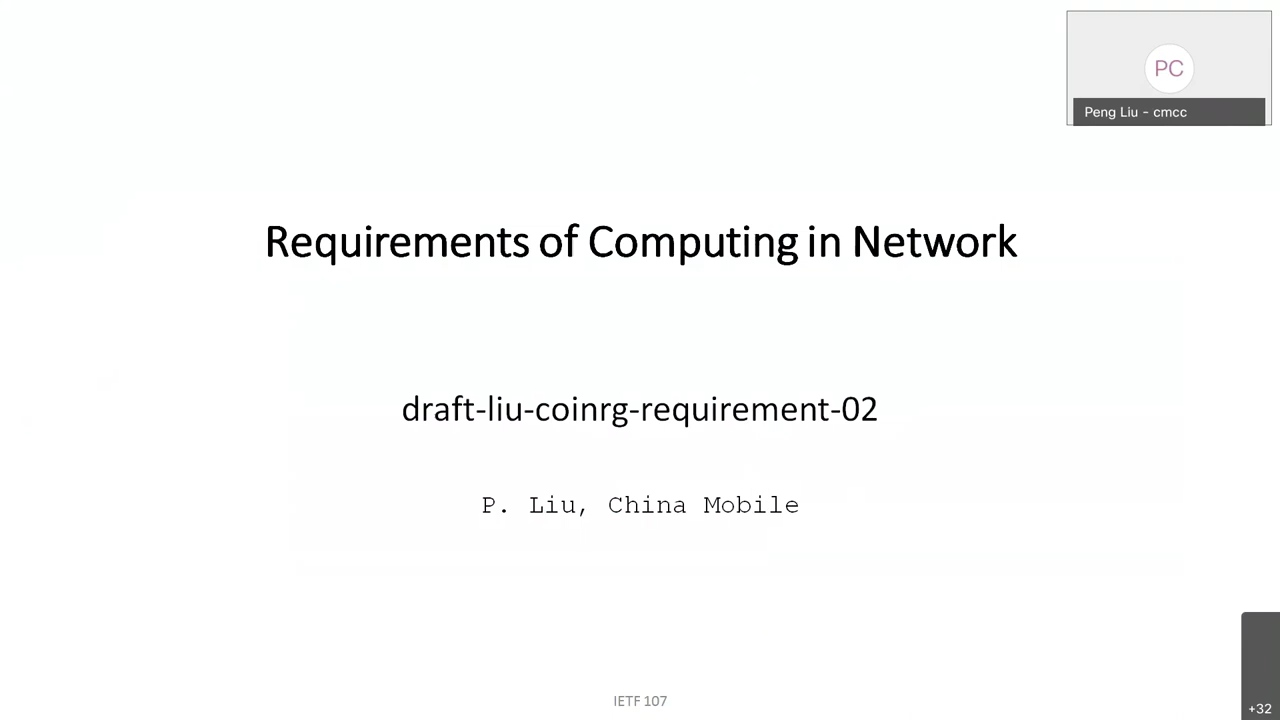 PC
Peng Liu - cmcc
Requirements of Computing in Network
draft-liu-coinrg-requirement-02
P. Liu, China Mobile
IETF 107
+32